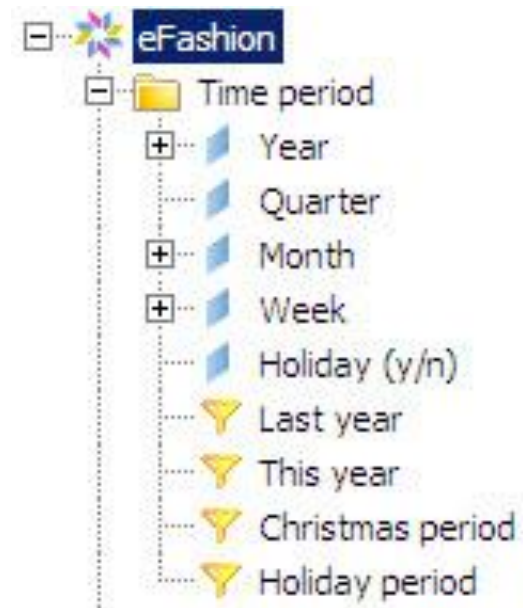 eFashion
Time period
Year
Quarter
Month
Week
Holiday (y/n)
Last year
This year
Christmas period
Holiday period